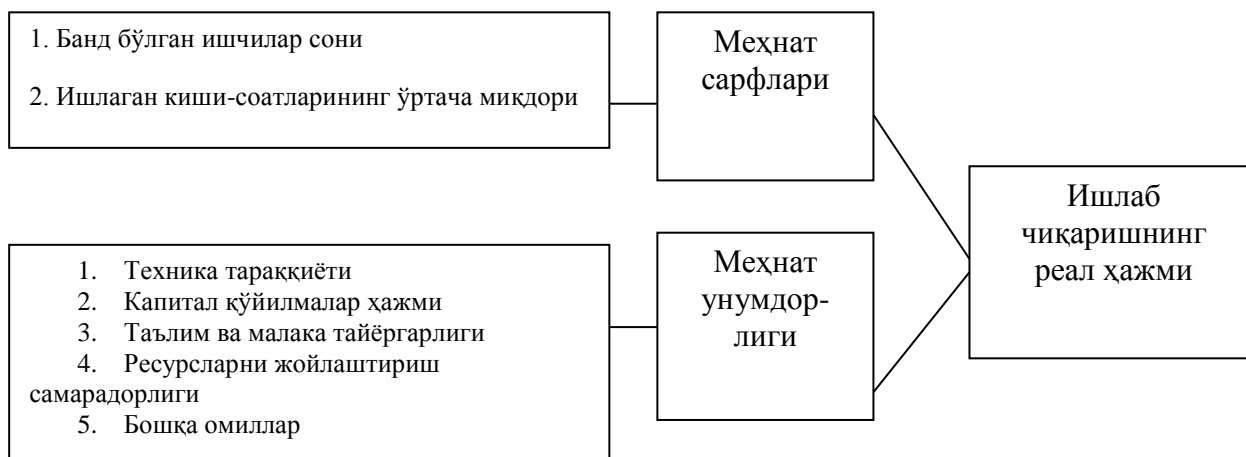 1. Банд бўлган ишчилар сони
2. Ишлаган киши-соатларининг ўртача миқдори
Меҳнат
сарфлари
1. Техника тараққиёти
2. Капитал қўйилмалар ҳажми
3. Таълим ва малака тайёргарлиги
4. Ресурсларни жойлаштириш
самарадорлиги
5. Бошқа омиллар
Меҳнат
унумдор-
лиги
Ишлаб
чиқаришнинг
реал ҳажми